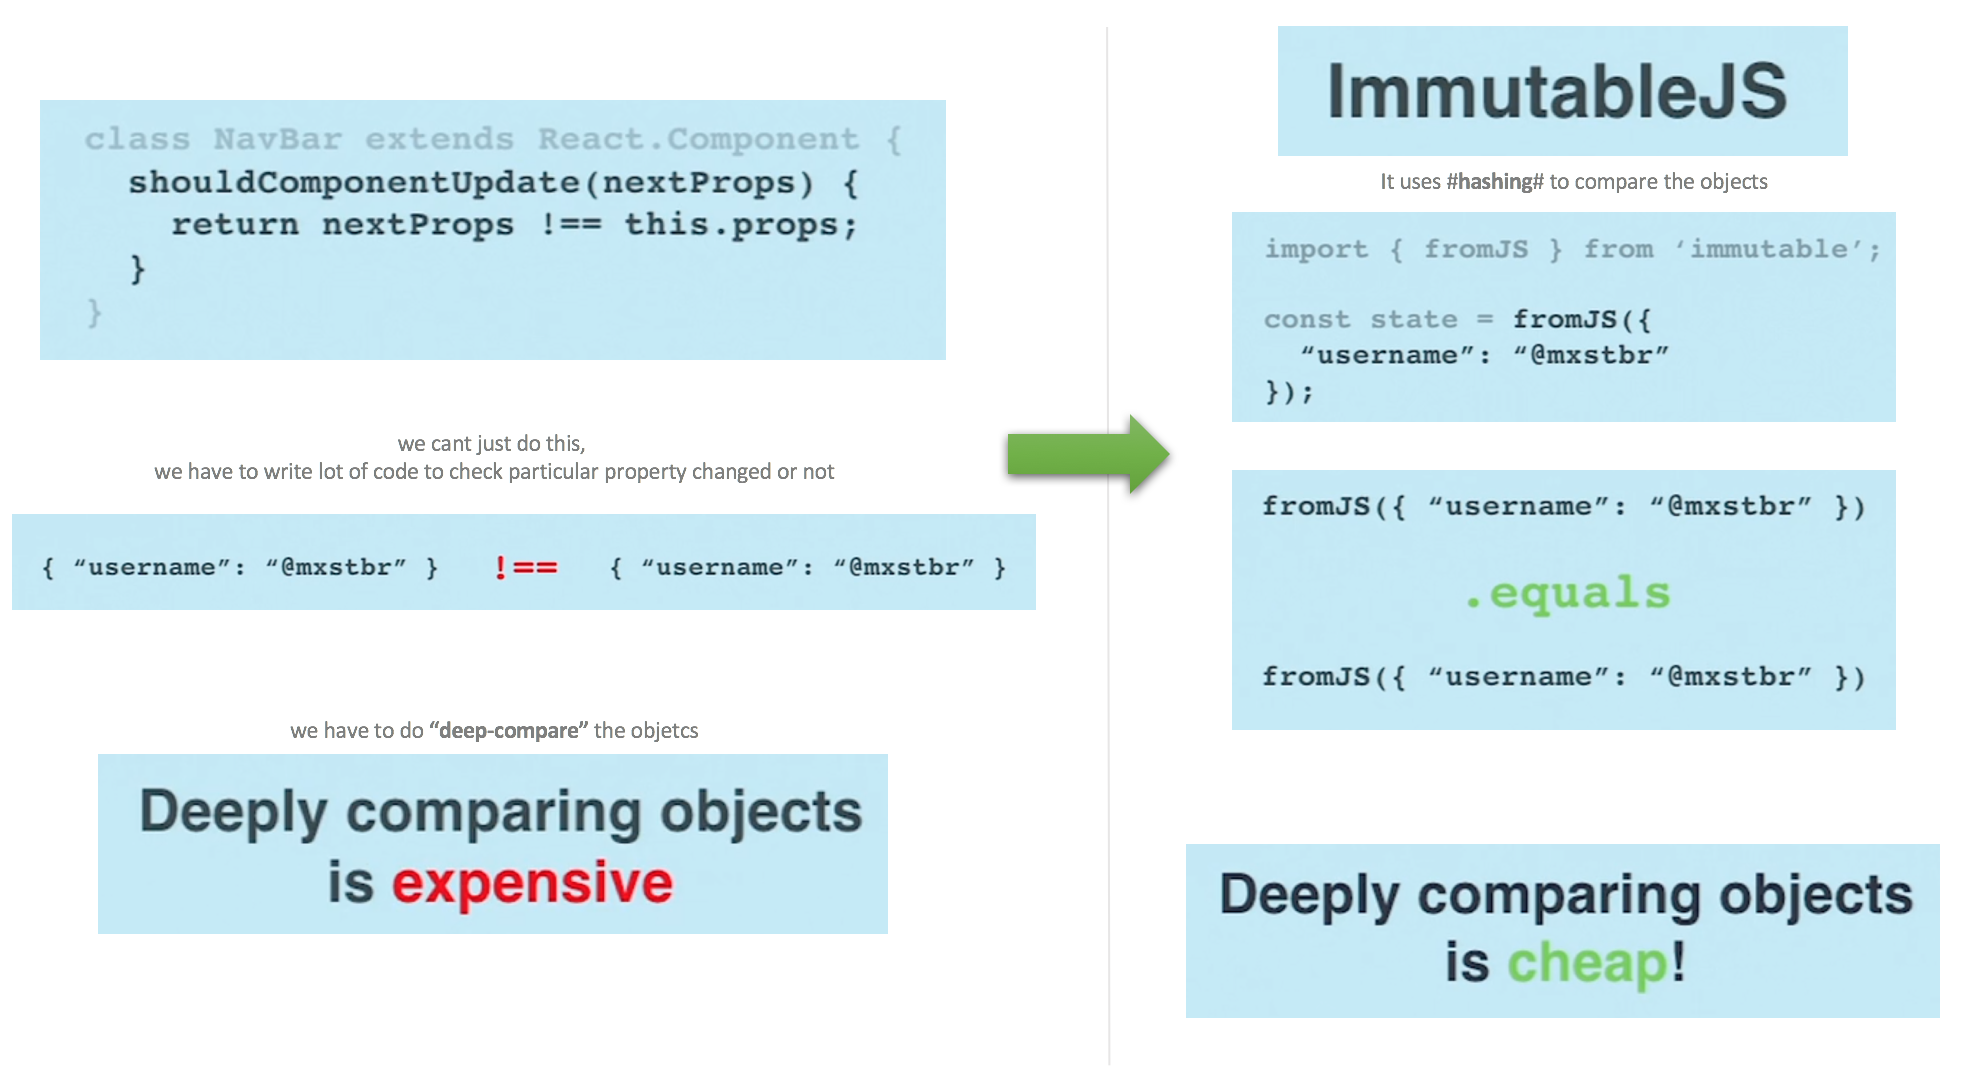 class NavBar extends React.Component {
shouldComponentUpdate(nextProps) {
return nextProps !== this.props;
}
}
we cant just do this,
we have to write lot of code to check particular property changed or not
{ “username”: “@mxstbr” } !== { “username”: “@mxstbr” }
we have to do “deep-compare” the objetcs
Deeply comparing objects
is expensive
ImmutableJS
It uses #hashing# to compare the objects
import { fromJS } from ‘immutable’;
const state = fromJS({
“username”: “@mxstbr”
});
fromJS({ “username”: “@mxstbr” })
.equals
fromJS({ “username”: “@mxstbr” })
Deeply comparing objects
is cheap!